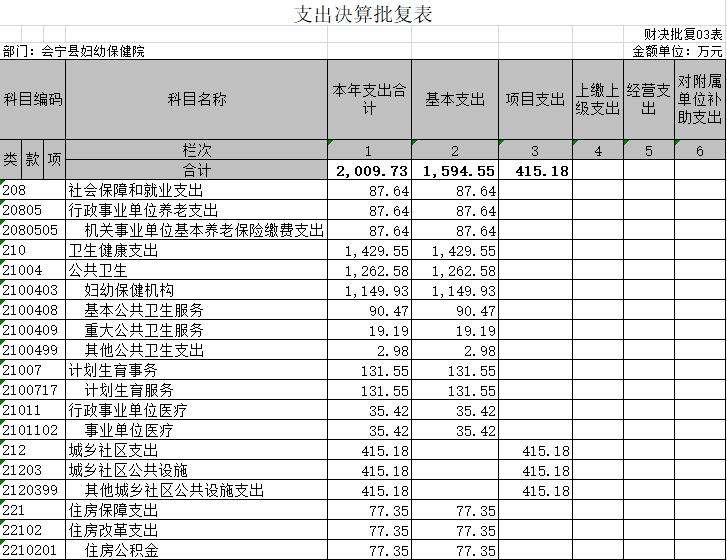 支出决算批复表
财决批复03表
部门：会宁县妇幼保健院 金额单位：万元
科目编码 科目名称 本年支出合计 基本支出 项目支出 上缴上级支出 经营支出 对附属单位补助支出
类 款 项 栏次 1 2 3 4 5 6
合计 2,009.73 1,594.55 415.18
208 社会保障和就业支出 87.64 87.64
20805 行政事业单位养老支出 87.64 87.64
2080505 机关事业单位基本养老保险缴费支出 87.64 87.64
210 卫生健康支出 1,429.55 1,429.55
21004 公共卫生 1,262.58 1,262.58
2100403 妇幼保健机构 1,149.93 1,149.93
2100408 基本公共卫生服务 90.47 90.47
2100409 重大公共卫生服务 19.19 19.19
2100499 其他公共卫生支出 2.98 2.98
21007 计划生育事务 131.55 131.55
2100717 计划生育服务 131.55 131.55
21011 行政事业单位医疗 35.42 35.42
2101102 事业单位医疗 35.42 35.42
212 城乡社区支出 415.18 415.18
21203 城乡社区公共设施 415.18 415.18
2120399 其他城乡社区公共设施支出 415.18 415.18
221 住房保障支出 77.35 77.35
22102 住房改革支出 77.35 77.35
2210201 住房公积金 77.35 77.35